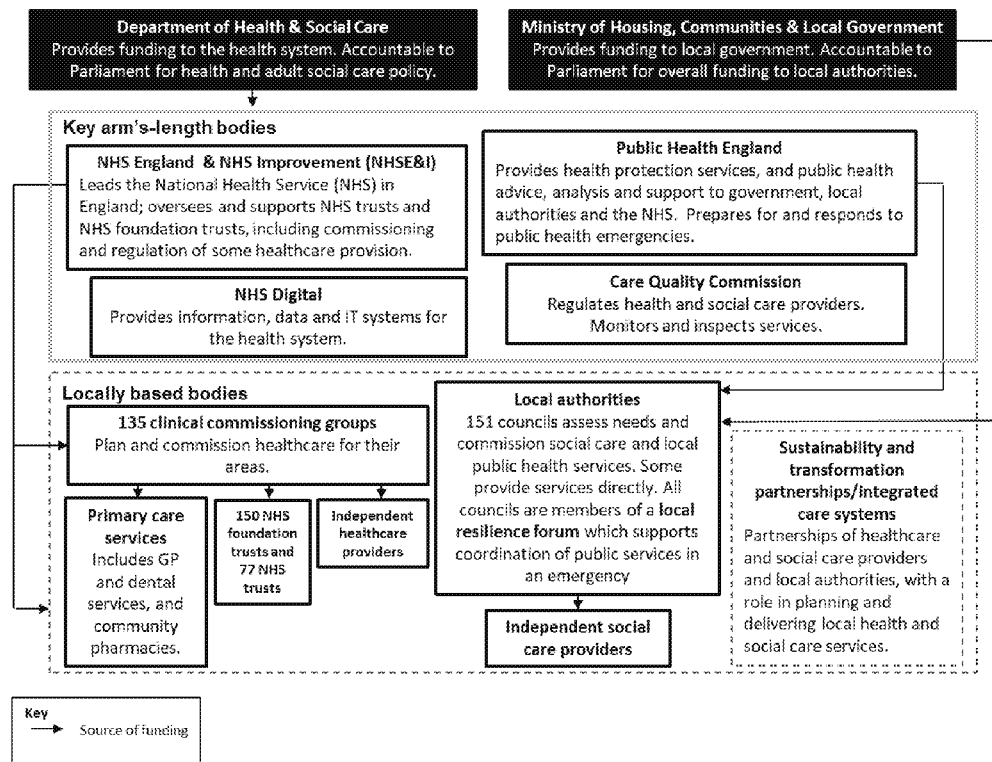 Department of Health & Social Care
Provides funding to the health system. Accountable to
Parliament for health and adult social care policy.
Ministry of Housing, Communities & Local Government
Provides funding to local government. Accountable to
Parliament for overall funding to local authorities.
Key arm's-length bodies
NHS England & NHS Improvement (NHSE&I)
Leads the National Health Service (NHS) in
England; oversees and supports NHS trusts and
NHS foundation trusts, including commissioning
and regulation of some healthcare provision.
Public Health England
Provides health protection services, and public health
advice, analysis and support to government, local
authorities and the NHS. Prepares for and responds to
public health emergencies.
NHS Digital
Provides information, data and IT systems for
the health system.
Care Quality Commission
Regulates health and social care providers.
Monitors and inspects services.
Locally based bodies
135 clinical commissioning groups
Plan and commission healthcare for their
areas.
Primary care
services
Includes GP
and dental
services, and
community
pharmacies.
150 NHS
foundation
trusts and
77 NHS
trusts
Independent
healthcare
providers
Local authorities
151 councils assess needs and
commission social care and local
public health services. Some
provide services directly. All
councils are members of a local
resilience forum which supports
coordination of public services in
an emergency
Independent social
care providers
Sustainability and
transformation
partnerships/integrated
care systems
Partnerships of healthcare
and social care providers
and local authorities, with a
role in planning and
delivering local health and
social care services.
Key
Source of funding